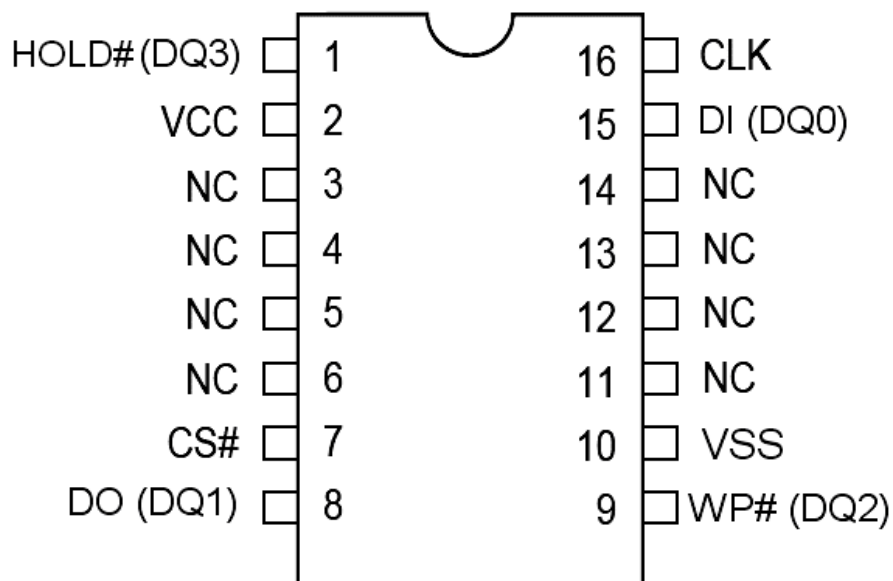 HOLD# (DQ3) 1 16 CLK
VCC 2 15 DI (DQ0)
NC 3 14 NC
NC 4 13 NC
NC 5 12 NC
NC 6 11 NC
CS# 7 10 VSS
DO (DQ1) 8 9 WP# (DQ2)